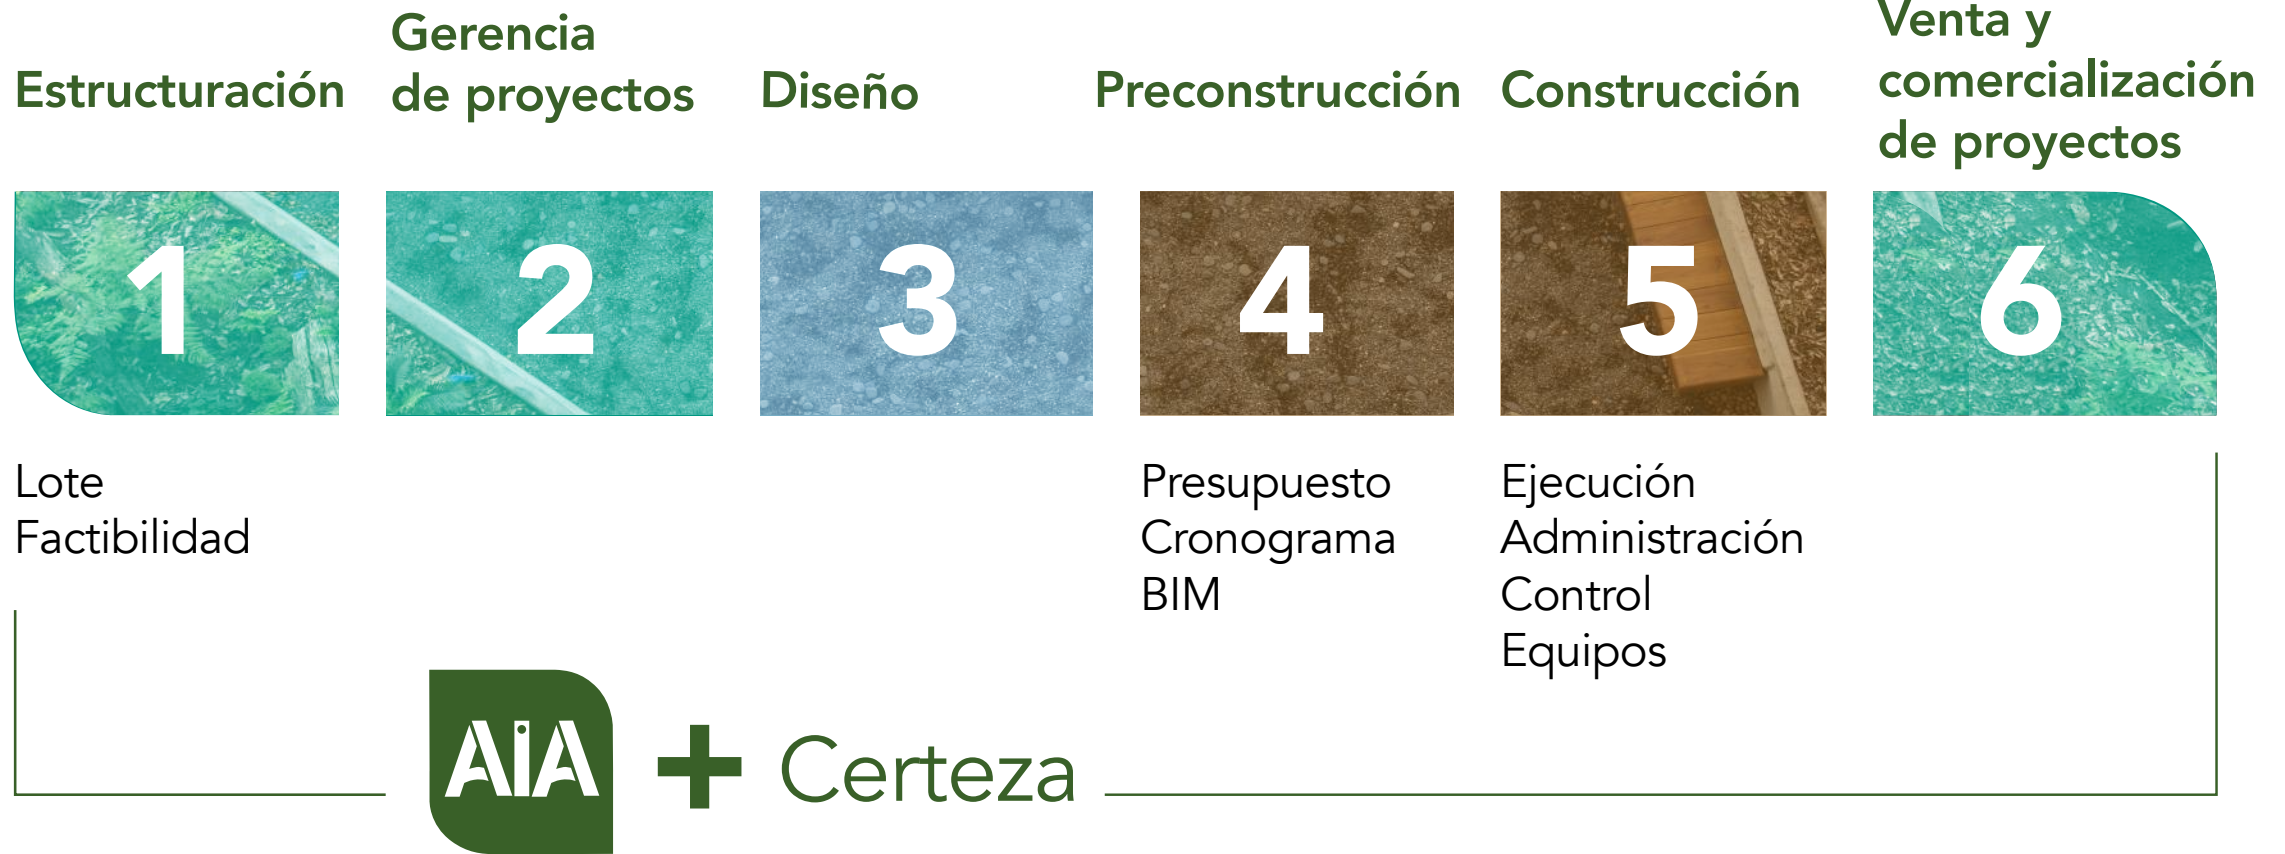 Estructuración
Gerencia
de proyectos
Diseño
Preconstrucción
Construcción
Venta y
comercialización
de proyectos
1
2
3
4
5
6
Lote
Factibilidad
Presupuesto
Cronograma
BIM
Ejecución
Administración
Control
Equipos
AiA + Certeza